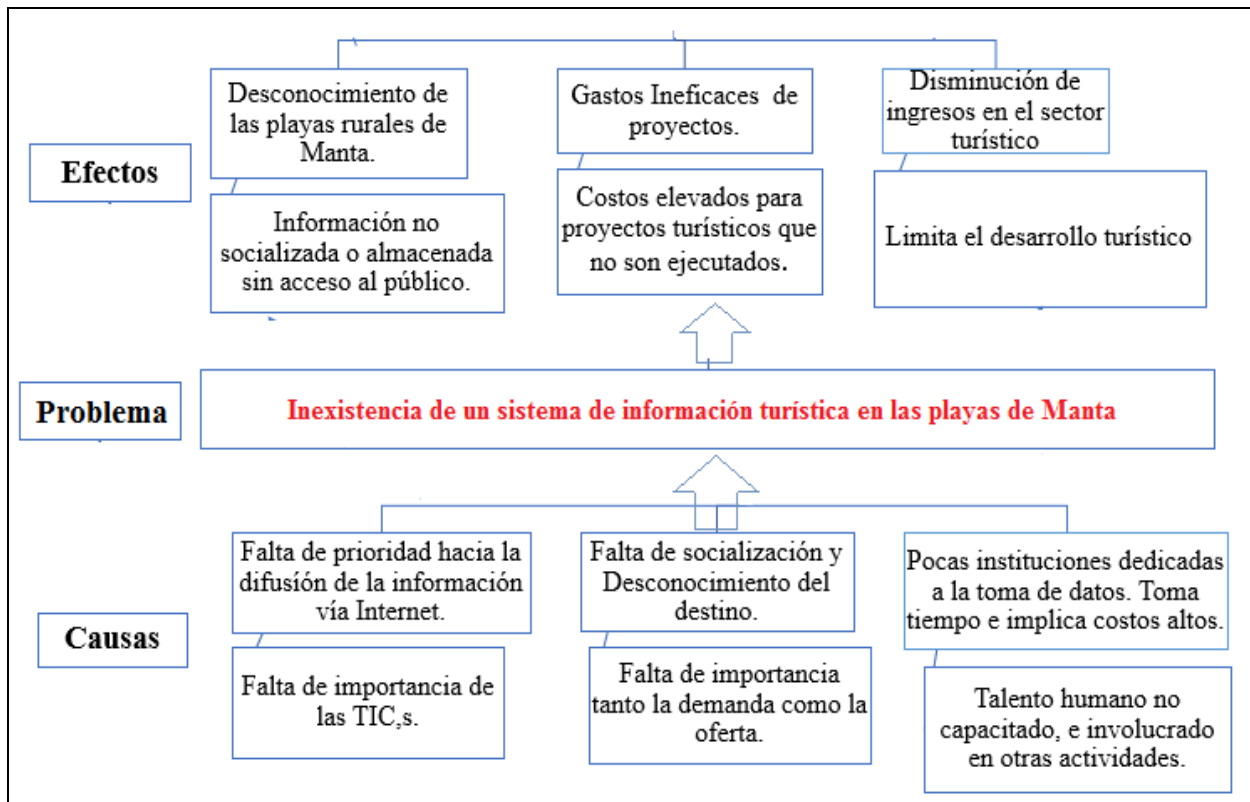 Efectos
Desconocimiento de
las playas rurales de
Manta.
Información no
socializada o almacenada
sin acceso al público.
Gastos Ineficaces de
proyectos.
Costos elevados para
proyectos turísticos que
no son ejecutados.
Disminución de
ingresos en el sector
turístico
Limita el desarrollo turístico
Problema
Inexistencia de un sistema de información turística en las playas de Manta
Causas
Falta de prioridad hacia la
difusión de la información
vía Internet.
Falta de importancia de
las TIC,s.
Falta de socialización y
Desconocimiento del
destino.
Falta de importancia
tanto la demanda como la
oferta.
Pocas instituciones dedicadas
a la toma de datos. Toma
tiempo e implica costos altos.
Talento humano no
capacitado, e involucrado
en otras actividades.